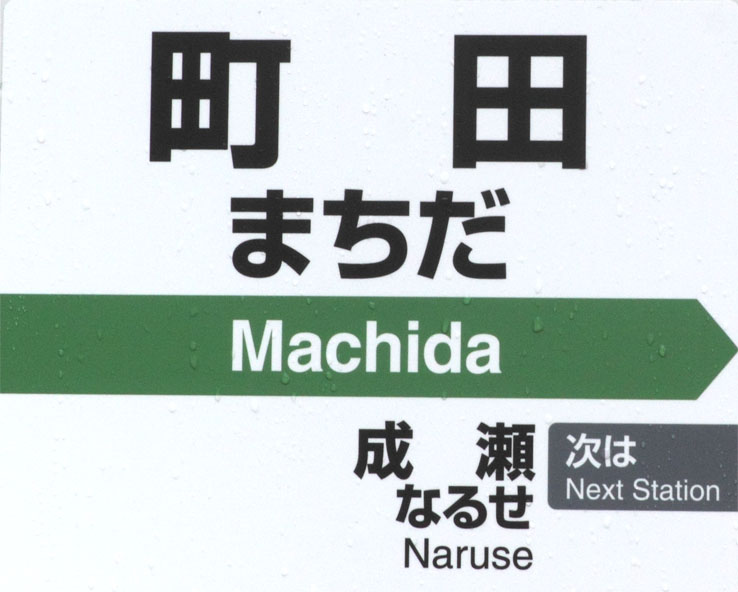 町田
まちだ
Machida
成瀬
なるせ
Naruse
次は
Next Station